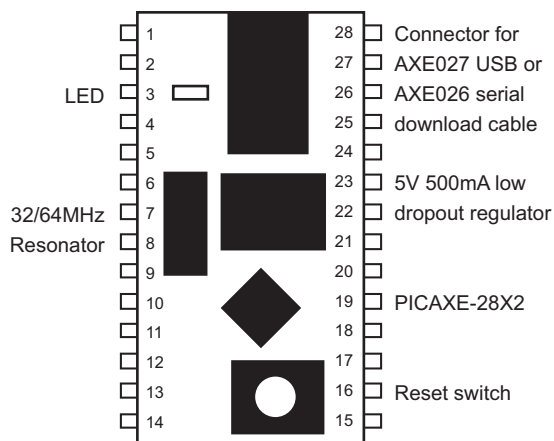 1 28 Connector for
2 27 AXE027 USB or
LED 3 26 AXE026 serial
4 25 download cable
5 24
6 23 5V 500mA low
32/64MHz 7 22 dropout regulator
Resonator 8 21
9 20
10 19 PICAXE-28X2
11 18
12 17
13 16 Reset switch
14 15